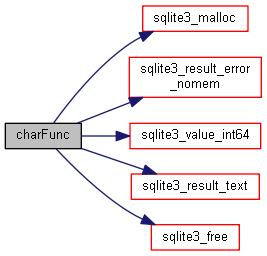 sqlite3_malloc
sqlite3_result_error
_nomem
charFunc
sqlite3_value_int64
sqlite3_result_text
sqlite3_free